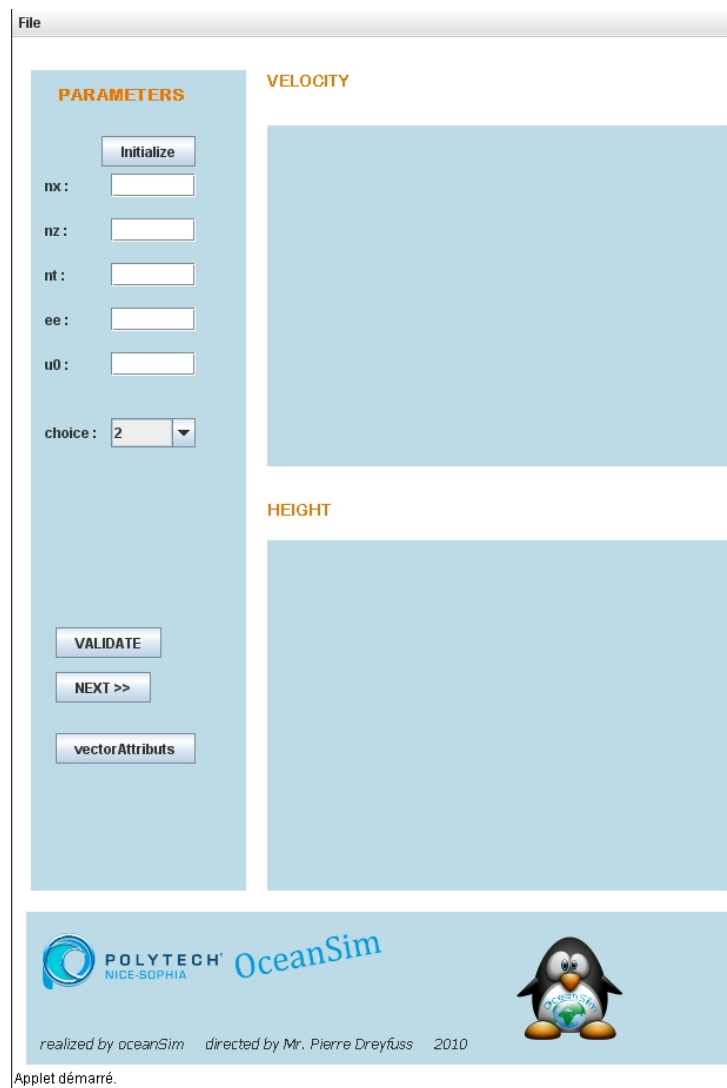 File
PARAMETERS
Initialize
nx :
nz :
nt :
ee :
u0 :
choice : 2
VALIDATE
NEXT >>
vectorAttributs
VELOCITY
HEIGHT
POLYTECH'
NICE-SOPHIA
OceanSim
OceanSim
realized by oceanSim directed by Mr. Pierre Dreyfuss 2010
Applet démarré.